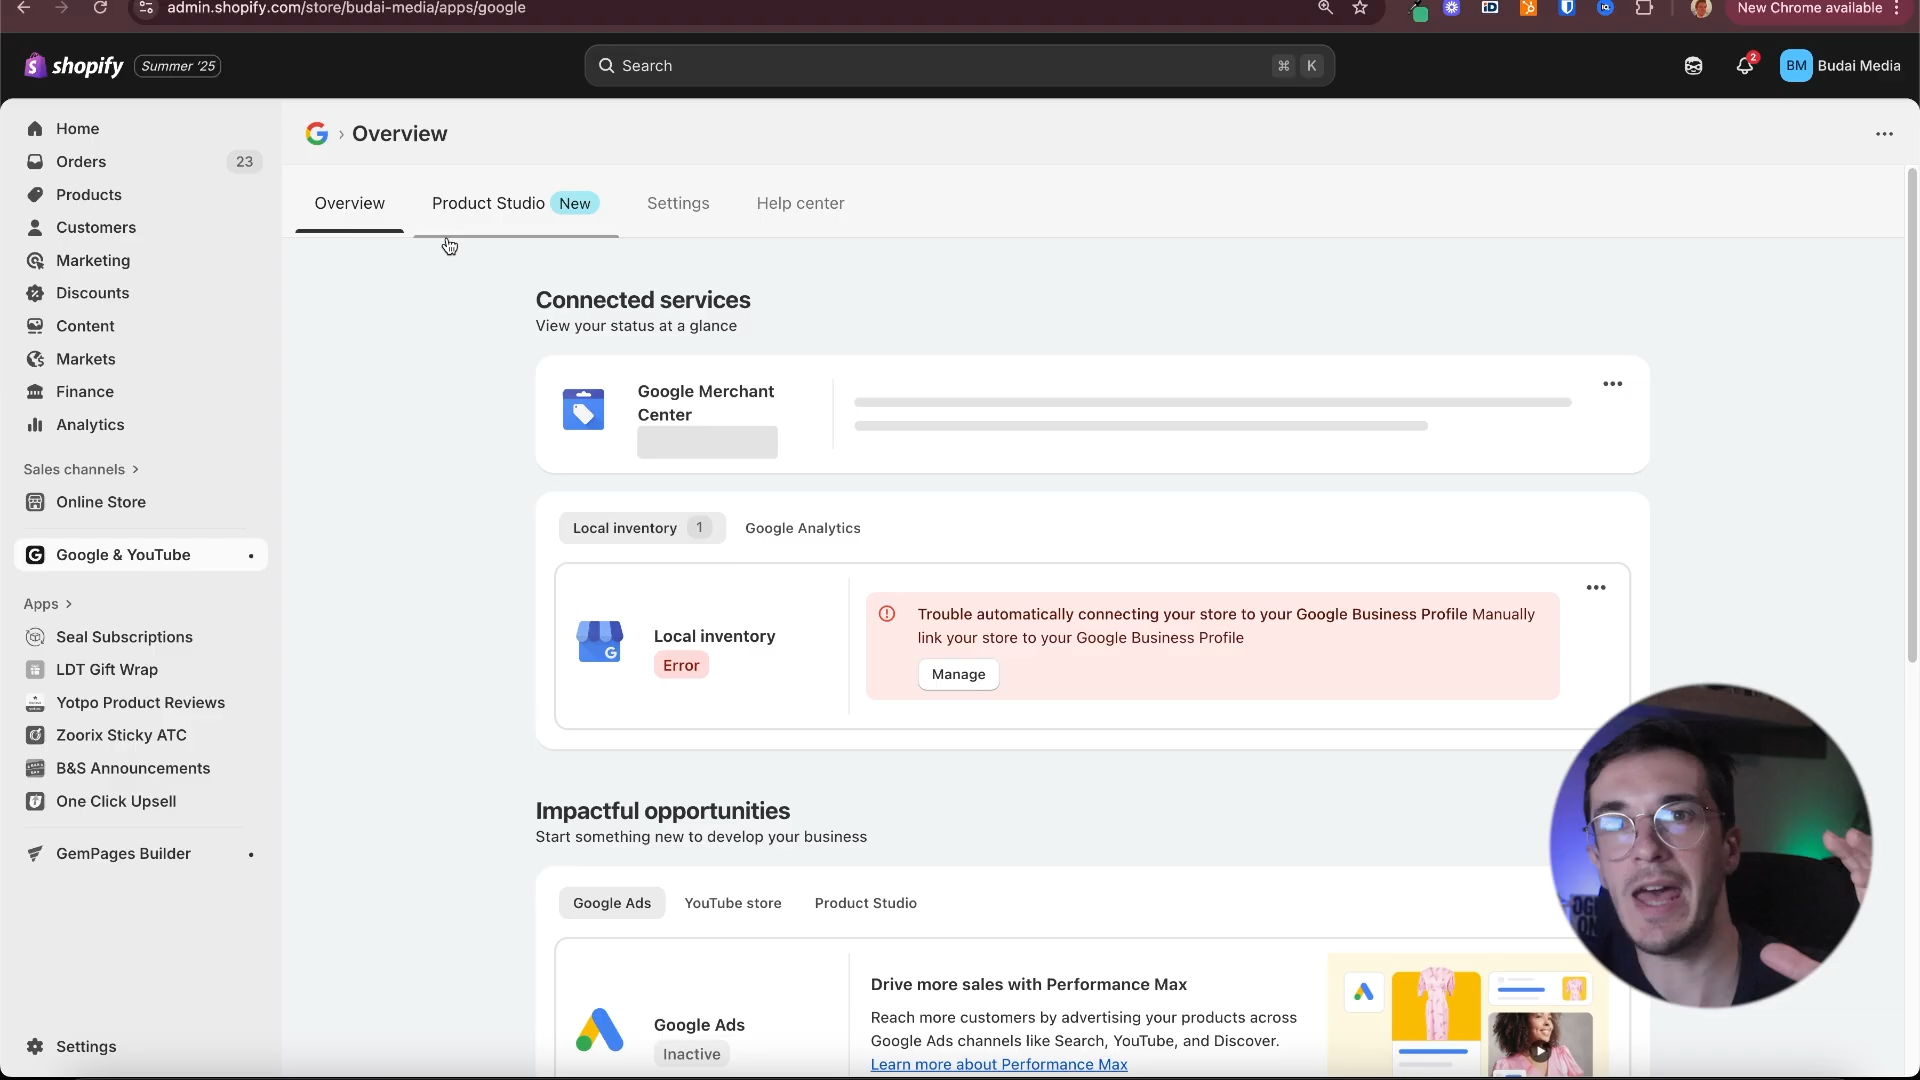 admin.shopify.com/store/budai-media/apps/google
New Chrome available
shopify
Summer '25
Search
⌘ K
2
BM
Budai Media
Home
Orders
23
Products
Customers
Marketing
Discounts
Content
Markets
Finance
Analytics
Sales channels >
Online Store
Google & YouTube
Apps >
Seal Subscriptions
LDT Gift Wrap
Yotpo Product Reviews
Zoorix Sticky ATC
B&S Announcements
One Click Upsell
GemPages Builder
Settings
› Overview
Overview
Product Studio New
Settings
Help center
Connected services
View your status at a glance
Google Merchant
Center
Local inventory 1
Google Analytics
Local inventory
Error
Trouble automatically connecting your store to your Google Business Profile Manually
link your store to your Google Business Profile
Manage
Impactful opportunities
Start something new to develop your business
Google Ads
YouTube store
Product Studio
Google Ads
Inactive
Drive more sales with Performance Max
Reach more customers by advertising your products across
Google Ads channels like Search, YouTube, and Discover.
Learn more about Performance Max